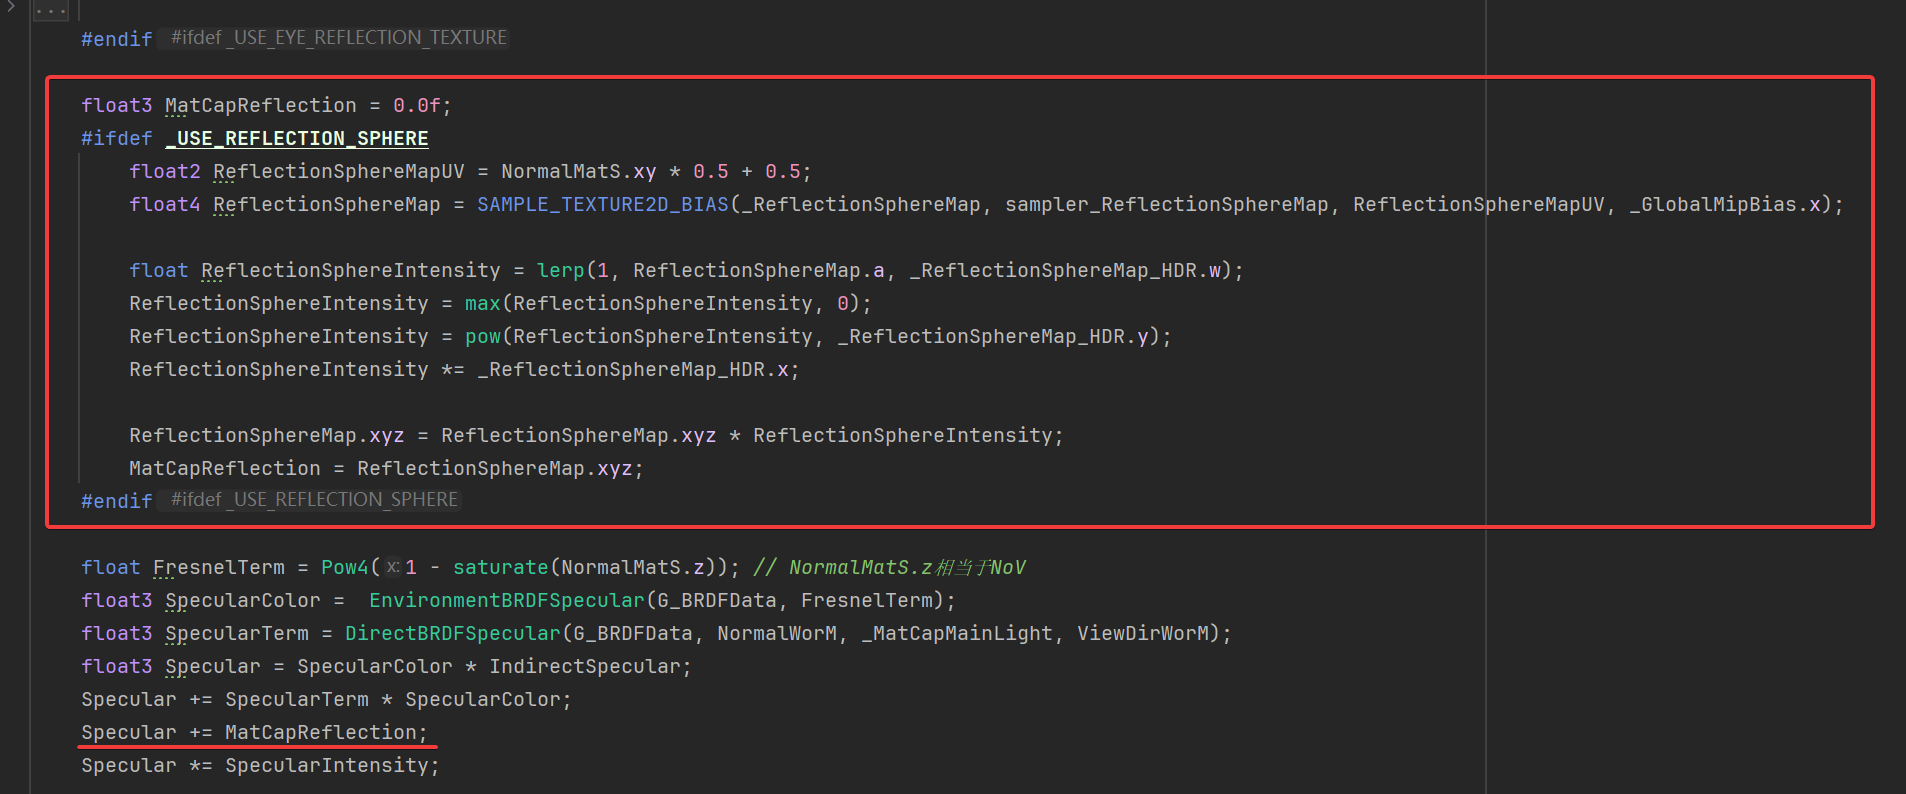 ...
#endif #ifdef _USE_EYE_REFLECTION_TEXTURE
float3 MatCapReflection = 0.0f;
#ifdef _USE_REFLECTION_SPHERE
float2 ReflectionSphereMapUV = NormalMatS.xy * 0.5 + 0.5;
float4 ReflectionSphereMap = SAMPLE_TEXTURE2D_BIAS(_ReflectionSphereMap, sampler_ReflectionSphereMap, ReflectionSphereMapUV, _GlobalMipBias.x);
float ReflectionSphereIntensity = lerp(1, ReflectionSphereMap.a, _ReflectionSphereMap_HDR.w);
ReflectionSphereIntensity = max(ReflectionSphereIntensity, 0);
ReflectionSphereIntensity = pow(ReflectionSphereIntensity, _ReflectionSphereMap_HDR.y);
ReflectionSphereIntensity *= _ReflectionSphereMap_HDR.x;
ReflectionSphereMap.xyz = ReflectionSphereMap.xyz * ReflectionSphereIntensity;
MatCapReflection = ReflectionSphereMap.xyz;
#endif #ifdef _USE_REFLECTION_SPHERE
float FresnelTerm = Pow4( x: 1 - saturate(NormalMatS.z)); // NormalMatS.z相当于NoV
float3 SpecularColor =  EnvironmentBRDFSpecular(G_BRDFData, FresnelTerm);
float3 SpecularTerm = DirectBRDFSpecular(G_BRDFData, NormalWorM, _MatCapMainLight, ViewDirWorM);
float3 Specular = SpecularColor * IndirectSpecular;
Specular += SpecularTerm * SpecularColor;
Specular += MatCapReflection;
Specular *= SpecularIntensity;